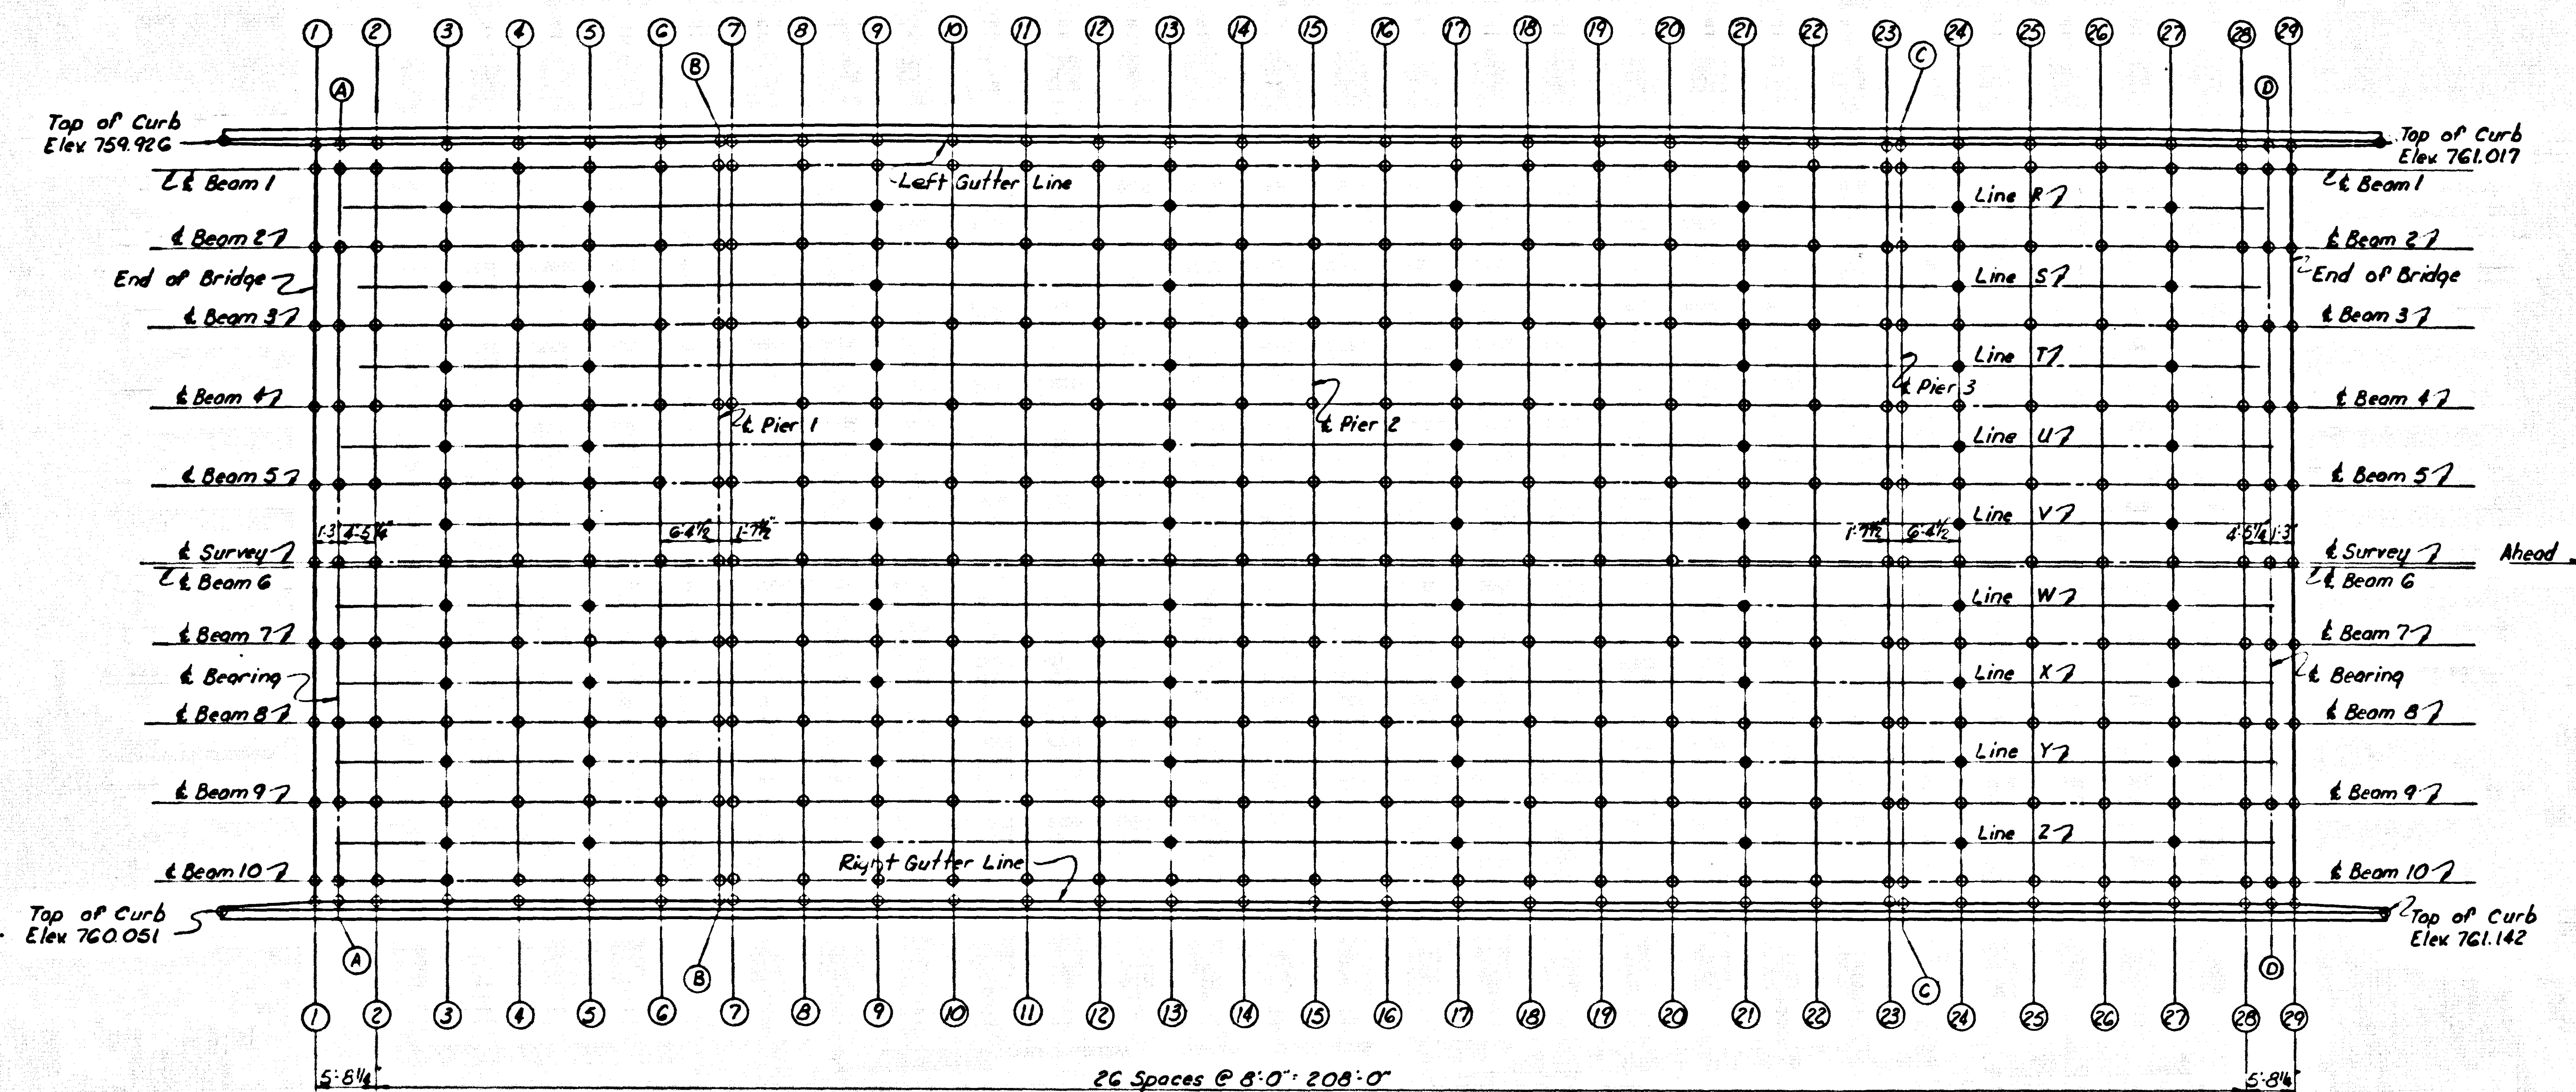 1 2 3 4 5 6 7 8 9 10 11 12 13 14 15 16 17 18 19 20 21 22 23 24 25 26 27 28 29
B C
A D
Top of Curb
Elev. 759.926
Top of Curb
Elev. 761.017
℄ Beam 1
Left Gutter Line
℄ Beam 1
Line R
℄ Beam 2
℄ Beam 2
End of Bridge
Line S
End of Bridge
℄ Beam 3
℄ Beam 3
Line T
℄ Pier 3
℄ Beam 4
℄ Beam 4
℄ Pier 1
℄ Pier 2
Line U
℄ Beam 5
℄ Beam 5
Line V
1'-3" 4'-5¼" 6'-4½" 1'-7½" 1'-7½" 6'-4½" 4'-5¼" 1'-3"
℄ Survey
℄ Survey
Ahead
℄ Beam 6
℄ Beam 6
Line W
℄ Beam 7
℄ Beam 7
℄ Bearing
Line X
℄ Bearing
℄ Beam 8
℄ Beam 8
Line Y
℄ Beam 9
℄ Beam 9
Line Z
Right Gutter Line
℄ Beam 10
℄ Beam 10
Top of Curb
Elev. 760.051
Top of Curb
Elev. 761.142
A B C D
1 2 3 4 5 6 7 8 9 10 11 12 13 14 15 16 17 18 19 20 21 22 23 24 25 26 27 28 29
5'-8¼" 26 Spaces @ 8'-0" = 208'-0" 5'-8¼"